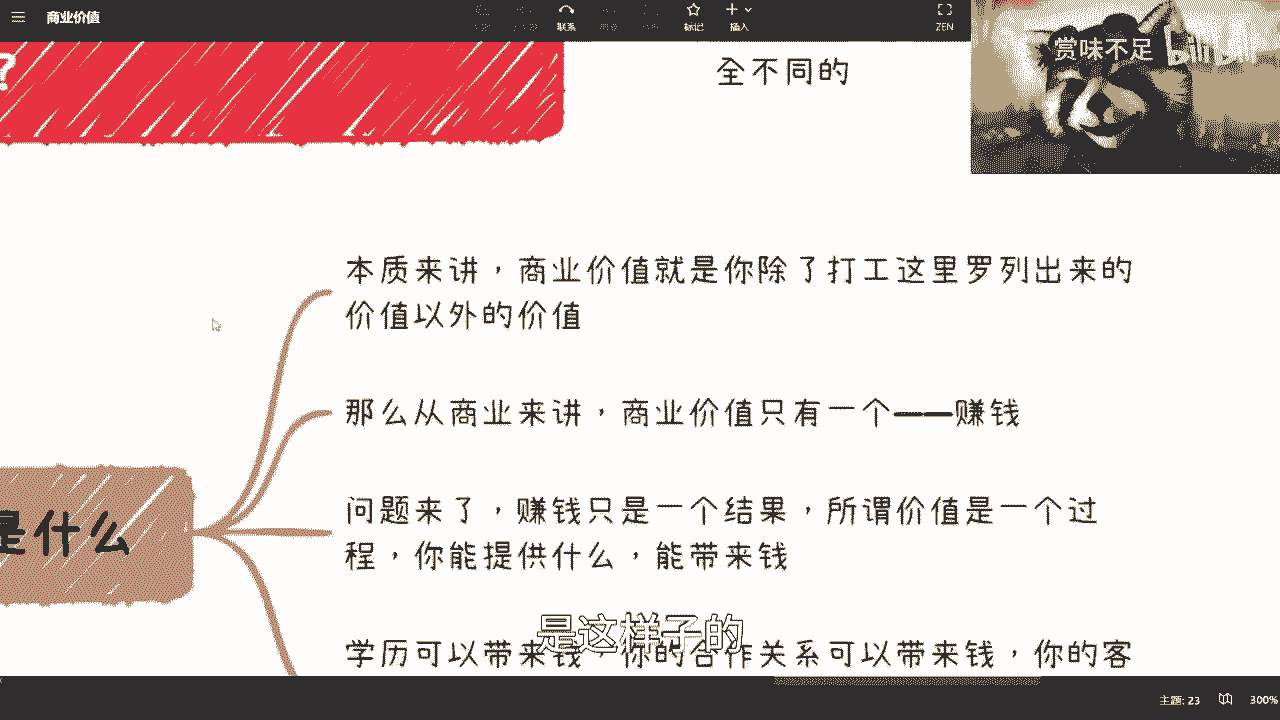 商业价值
联系
标记
插入
ZEN
赏味不足
?
全不同的
本质来讲，商业价值就是你除了打工这里罗列出来的
价值以外的价值
那么从商业来讲，商业价值只有一个——赚钱
是什么
问题来了，赚钱只是一个结果，所谓价值是一个过
程，你能提供什么，能带来钱
学历可以带来钱，你的合作关系可以带来钱，你的客
是这样子的
主题: 23
300%